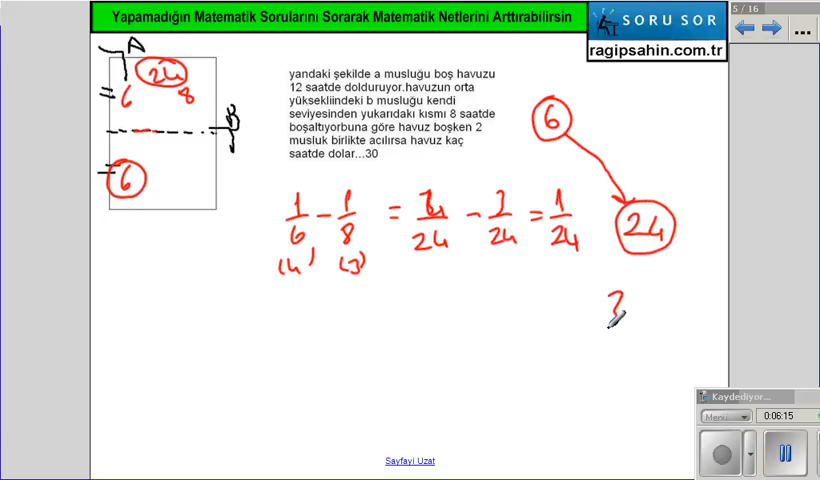 Yapamadığın Matematik Sorularını Sorarak Matematik Netlerini Arttırabilirsin
SORU SOR
ragipsahin.com.tr
5 / 16
...
A
24
6 8
B
6
yandaki şekilde a musluğu boş havuzu
12 saatde dolduruyor.havuzun orta
yüksekliindeki b musluğu kendi
seviyesinden yukarıdaki kısmı 8 saatde
boşaltıyorbuna göre havuz boşken 2
musluk birlikte acılırsa havuz kaç
saatde dolar...30
6
24
1/6 - 1/8 = 4/24 - 3/24 = 1/24
(4) (3)
3
Kaydediyor...
Menü
0:06:15
Sayfayi Uzat